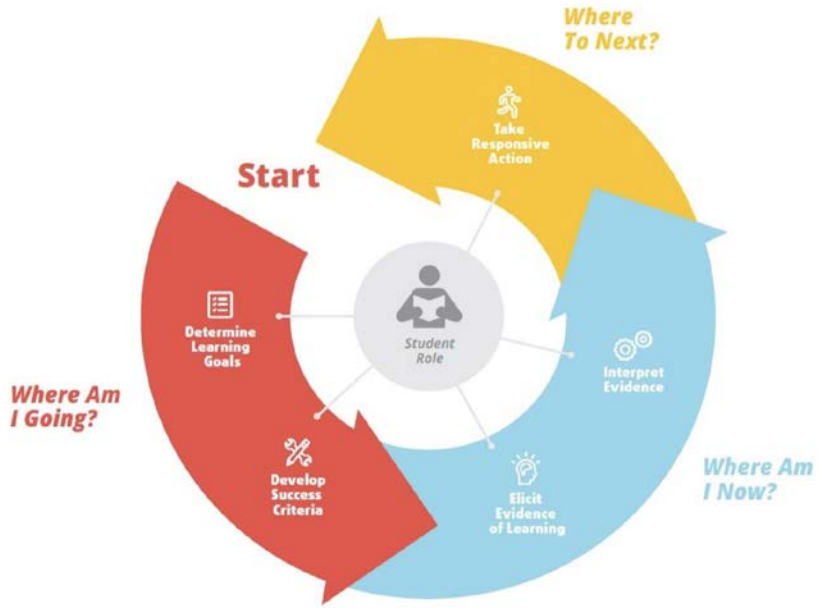 Where
To Next?
Take
Responsive
Action
Start
Determine
Learning
Goals
Student
Role
Interpret
Evidence
Where Am
I Going?
Develop
Success
Criteria
Elicit
Evidence
of Learning
Where Am
I Now?